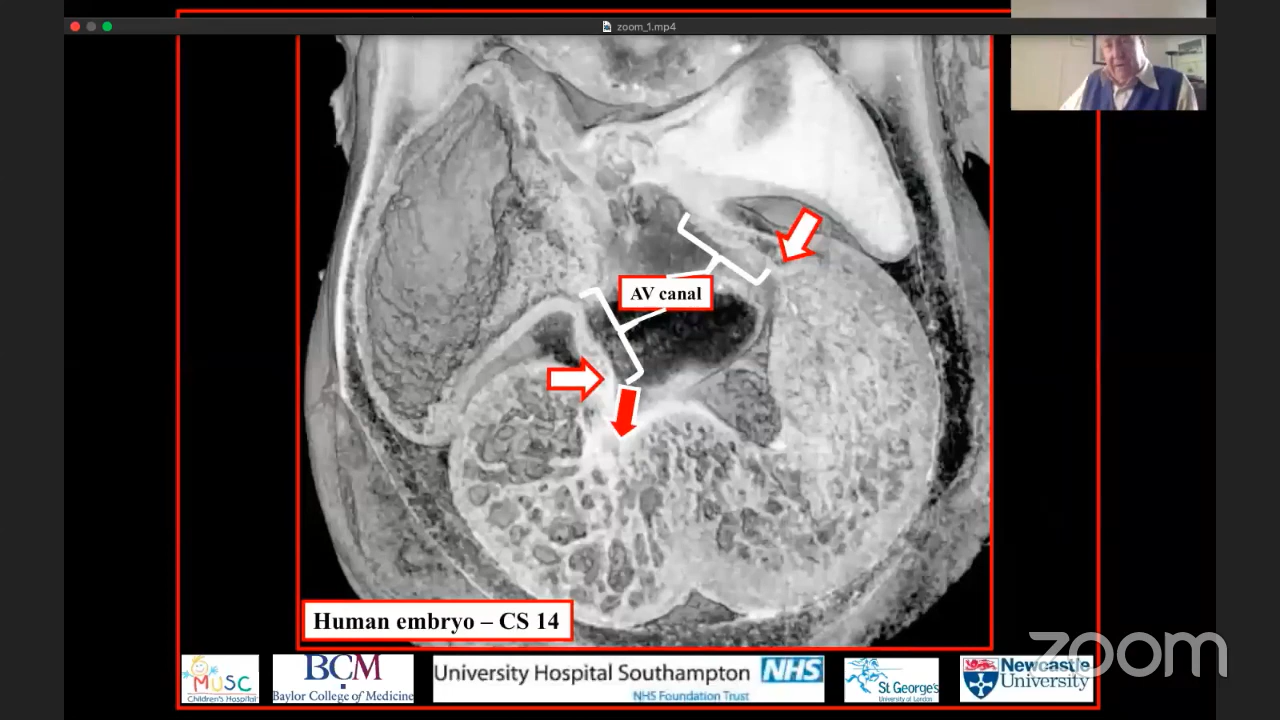 zoom_1.mp4
AV canal
Human embryo – CS 14
MUSC
Children's Hospital
BCM
Baylor College of Medicine
University Hospital Southampton NHS
NHS Foundation Trust
St George's
University of London
Newcastle
University
zoom